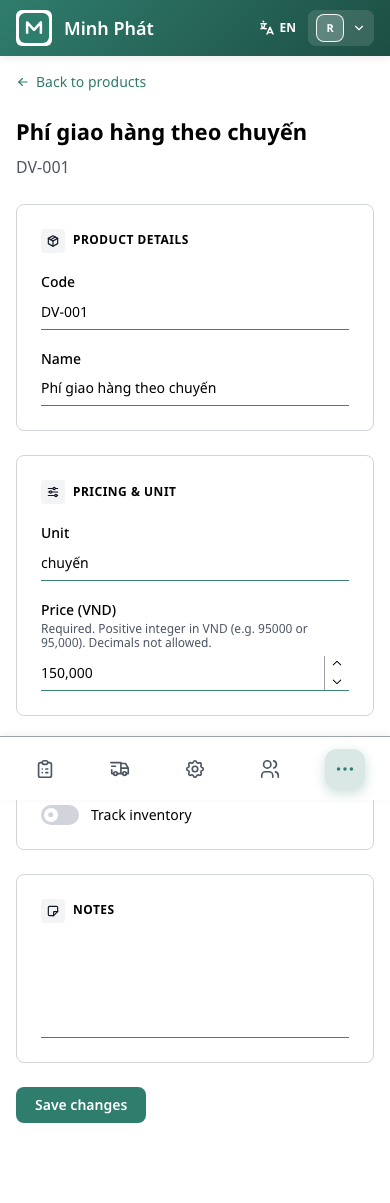 Minh Phát
EN
R
Back to products
Phí giao hàng theo chuyến
DV-001
PRODUCT DETAILS
Code
DV-001
Name
Phí giao hàng theo chuyến
PRICING & UNIT
Unit
chuyến
Price (VND)
Required. Positive integer in VND (e.g. 95000 or
95,000). Decimals not allowed.
150,000
Track inventory
NOTES
Save changes